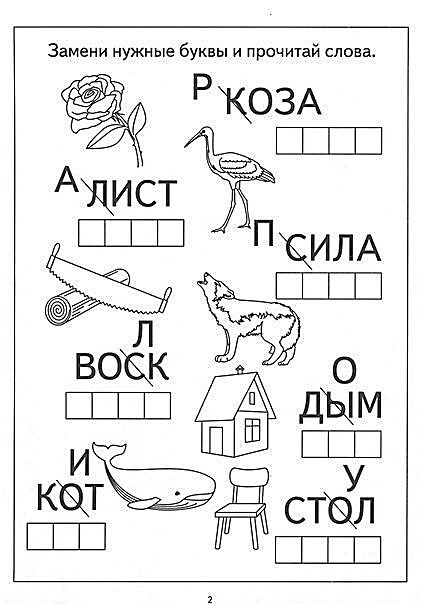 Замени нужные буквы и прочитай слова.
Р
КОЗА
А
ЛИСТ
П
СИЛА
Л
ВОСК
О
ДЫМ
И
КОТ
У
СТОЛ
2